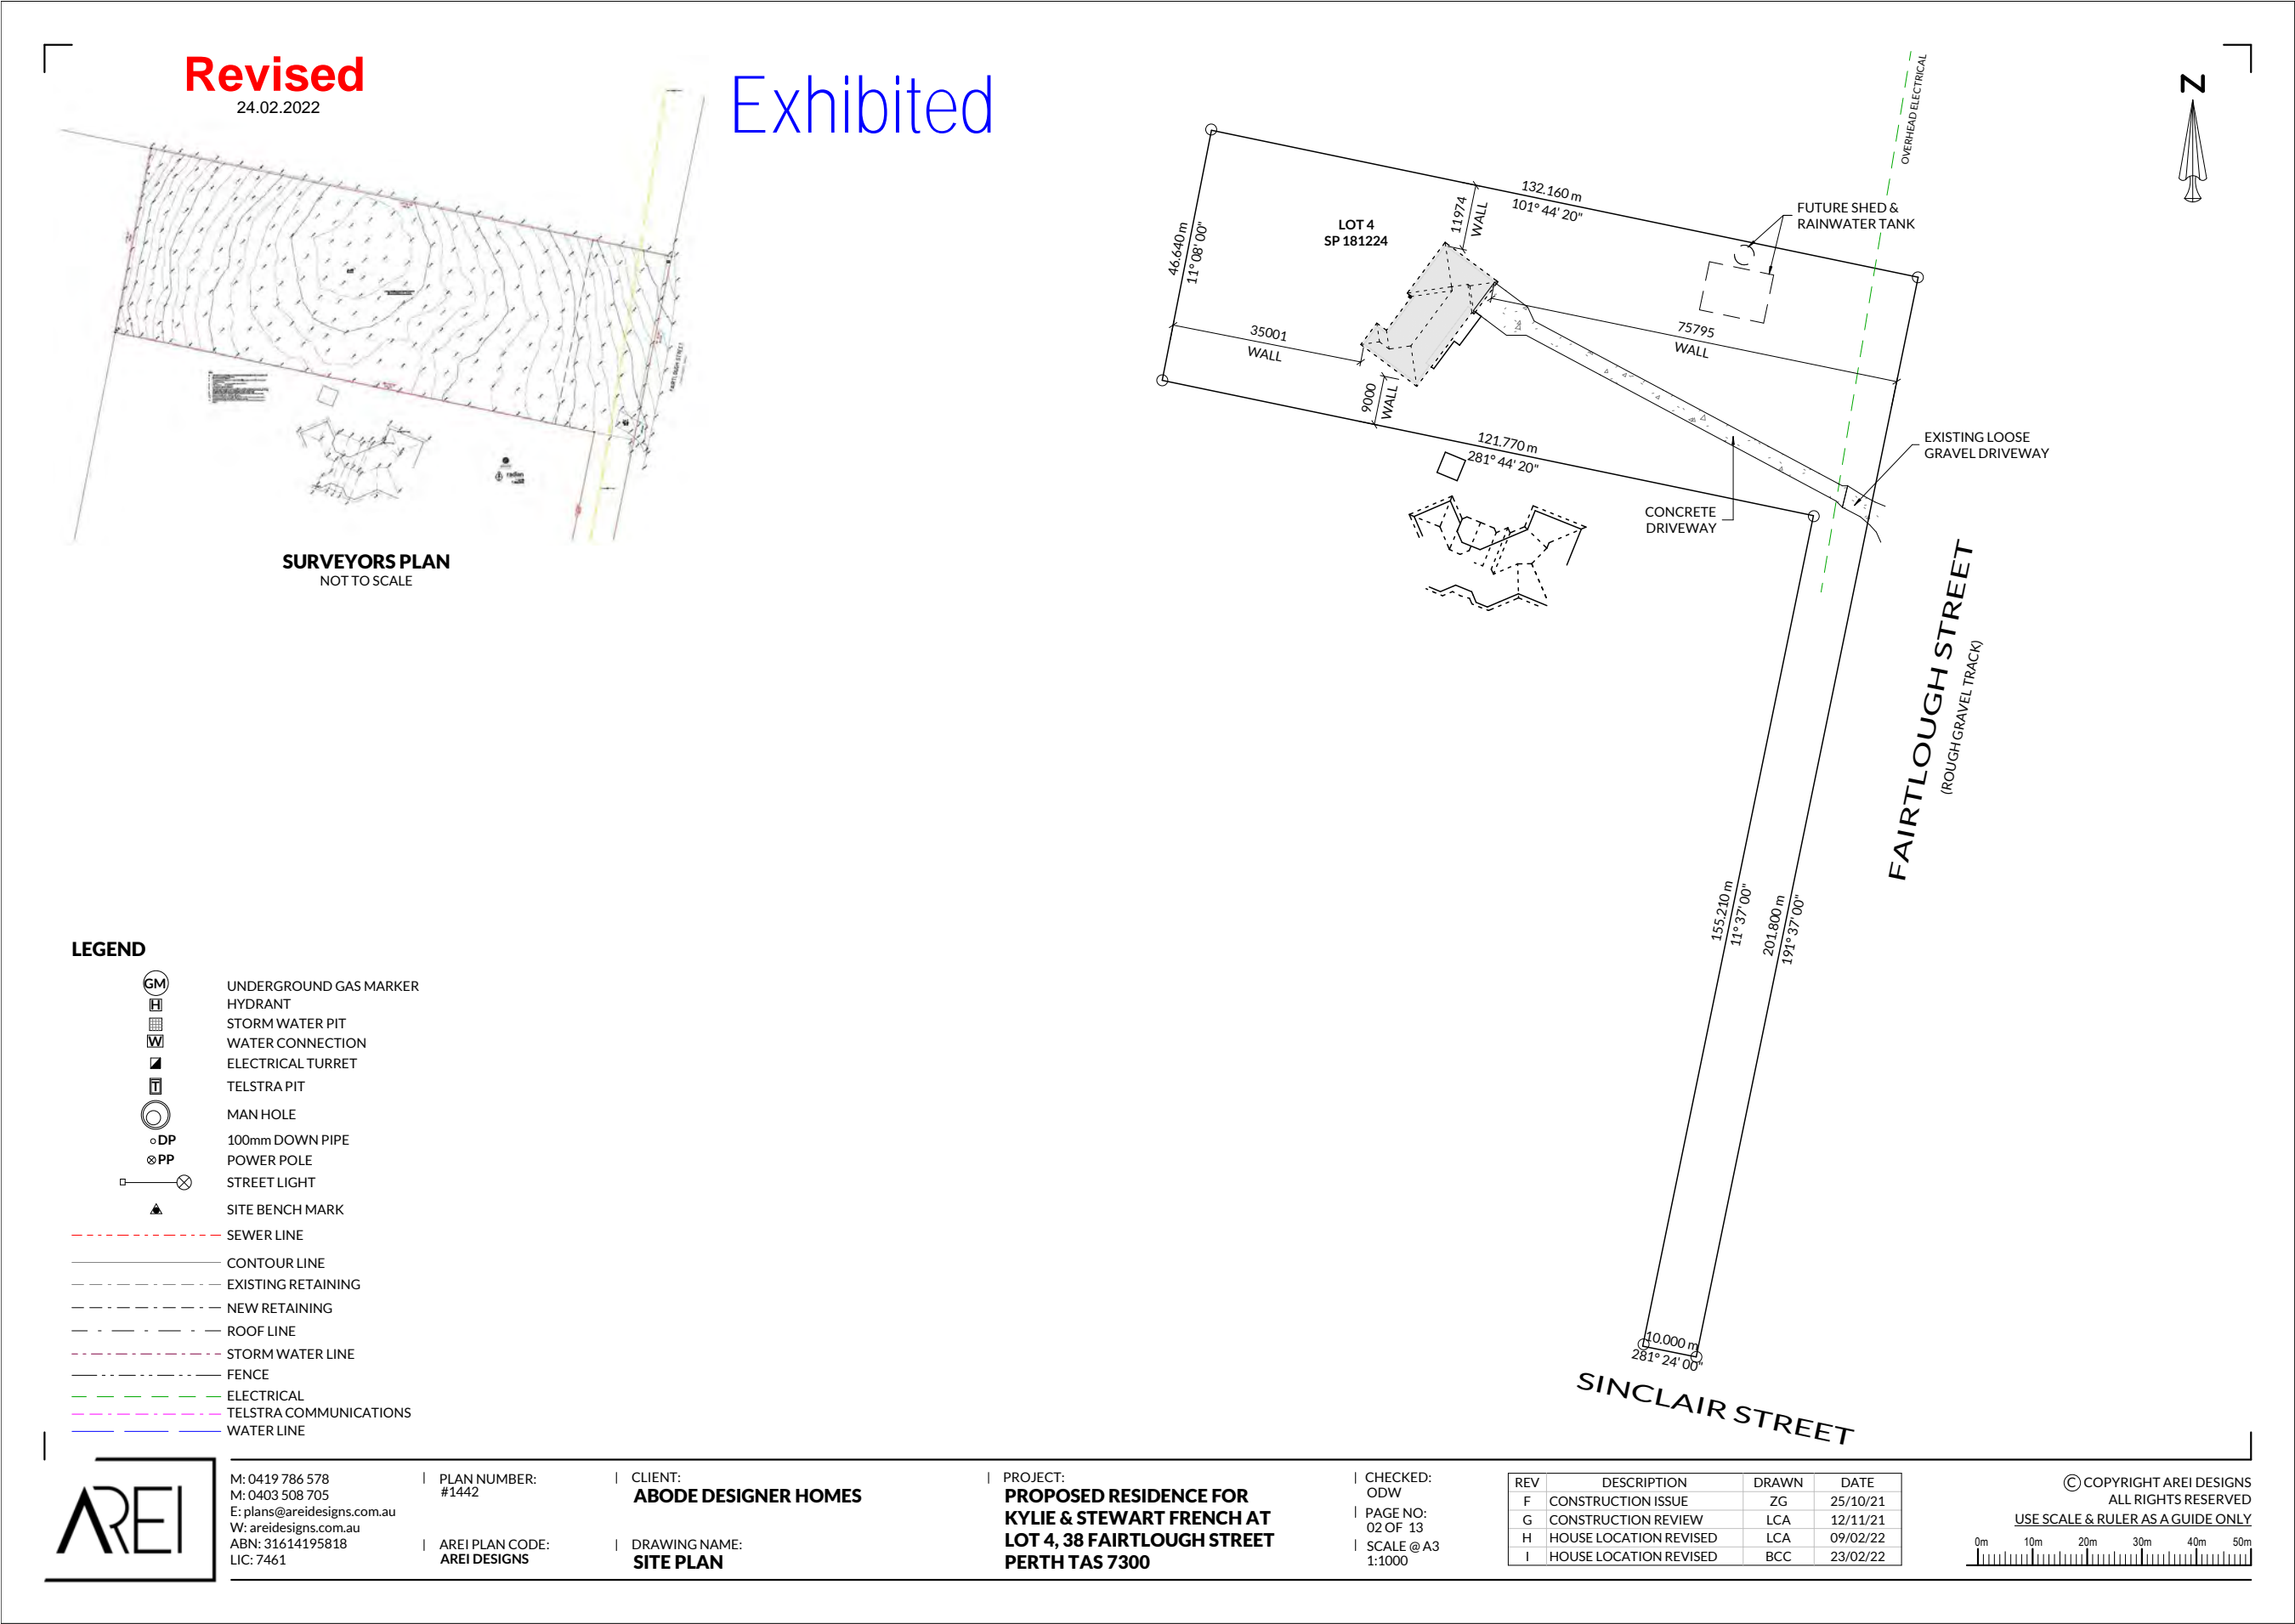 Revised
24.02.2022
Exhibited
SURVEYORS PLAN
NOT TO SCALE
OVERHEAD ELECTRICAL
N
132.160 m
101° 44' 20"
46.640 m
11° 08' 00"
LOT 4
SP 181224
11974
WALL
FUTURE SHED &
RAINWATER TANK
35001
WALL
75795
WALL
9000
WALL
121.770 m
281° 44' 20"
EXISTING LOOSE
GRAVEL DRIVEWAY
CONCRETE
DRIVEWAY
FAIRTLOUGH STREET
(ROUGH GRAVEL TRACK)
155.210 m
11° 37' 00"
201.800 m
191° 37' 00"
10.000 m
281° 24' 00"
SINCLAIR STREET
LEGEND
GM UNDERGROUND GAS MARKER
H HYDRANT
STORM WATER PIT
W WATER CONNECTION
ELECTRICAL TURRET
T TELSTRA PIT
MAN HOLE
DP 100mm DOWN PIPE
PP POWER POLE
STREET LIGHT
SITE BENCH MARK
SEWER LINE
CONTOUR LINE
EXISTING RETAINING
NEW RETAINING
ROOF LINE
STORM WATER LINE
FENCE
ELECTRICAL
TELSTRA COMMUNICATIONS
WATER LINE
AREI
M: 0419 786 578
M: 0403 508 705
E: plans@areidesigns.com.au
W: areidesigns.com.au
ABN: 31614195818
LIC: 7461
PLAN NUMBER:
#1442
AREI PLAN CODE:
AREI DESIGNS
CLIENT:
ABODE DESIGNER HOMES
DRAWING NAME:
SITE PLAN
PROJECT:
PROPOSED RESIDENCE FOR
KYLIE & STEWART FRENCH AT
LOT 4, 38 FAIRTLOUGH STREET
PERTH TAS 7300
CHECKED:
ODW
PAGE NO:
02 OF 13
SCALE @ A3
1:1000
REV DESCRIPTION DRAWN DATE
F CONSTRUCTION ISSUE ZG 25/10/21
G CONSTRUCTION REVIEW LCA 12/11/21
H HOUSE LOCATION REVISED LCA 09/02/22
I HOUSE LOCATION REVISED BCC 23/02/22
© COPYRIGHT AREI DESIGNS
ALL RIGHTS RESERVED
USE SCALE & RULER AS A GUIDE ONLY
0m 10m 20m 30m 40m 50m